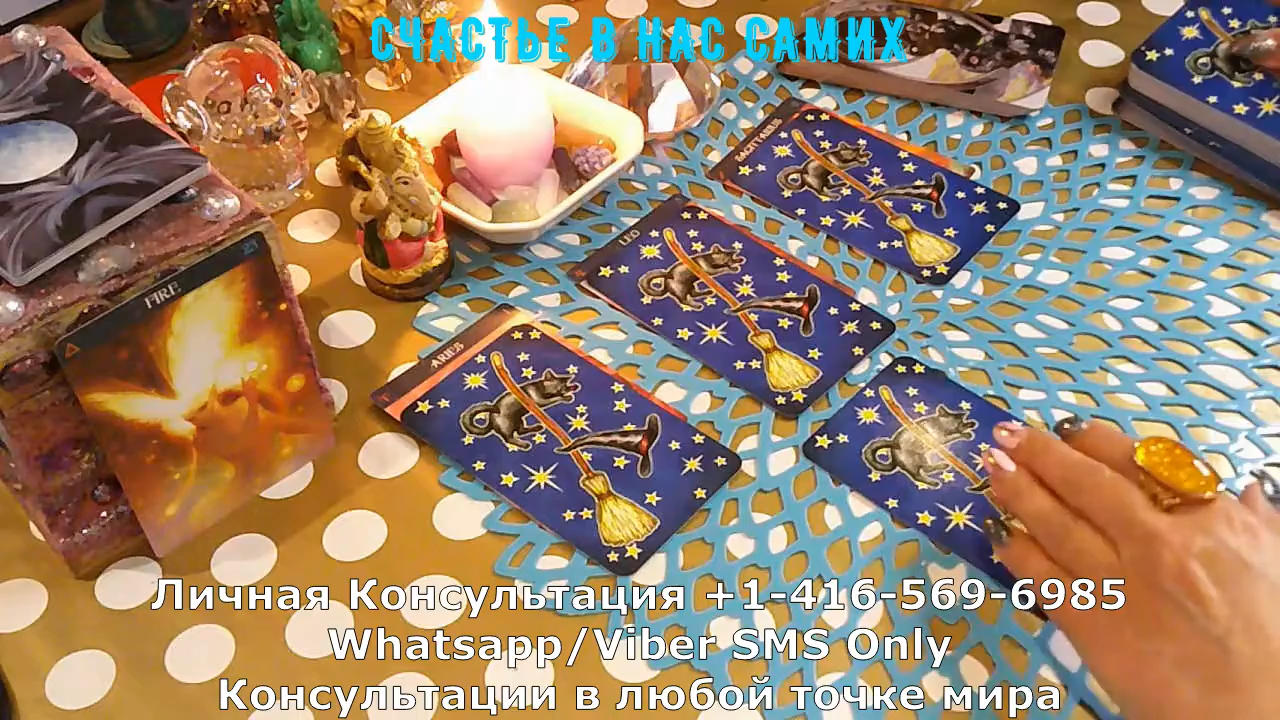 СЧАСТЬЕ В НАС САМИХ
SAGITTARIUS
LEO
FIRE
ARIES
Личная Консультация +1-416-569-6985
Whatsapp/Viber SMS Only
Консультации в любой точке мира